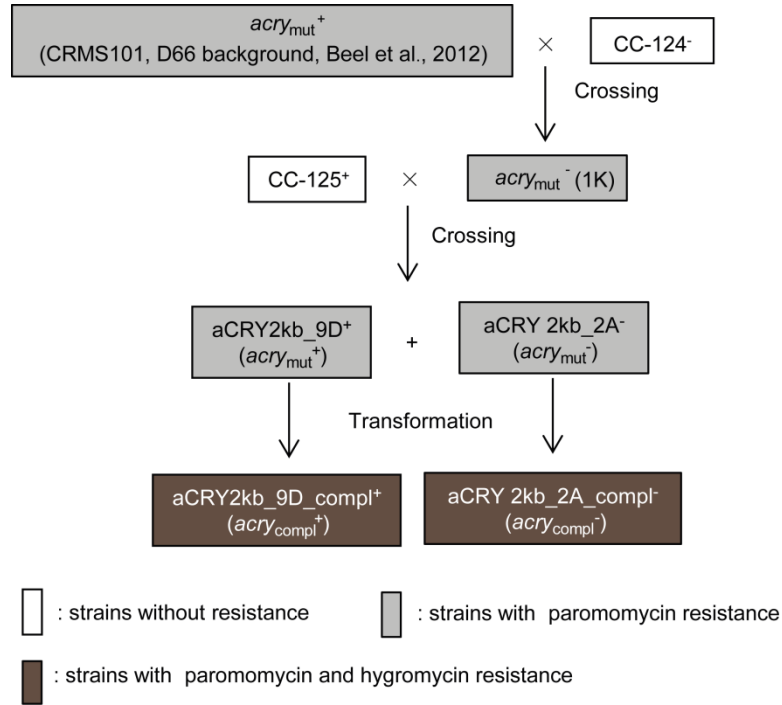 acrymut+
(CRMS101, D66 background, Beel et al., 2012)
×
CC-124-
Crossing
CC-125+
×
acrymut - (1K)
Crossing
aCRY2kb_9D+
(acrymut+)
+
aCRY 2kb_2A-
(acrymut-)
Transformation
aCRY2kb_9D_compl+
(acrycompl+)
aCRY 2kb_2A_compl-
(acrycompl-)
: strains without resistance
: strains with paromomycin resistance
: strains with paromomycin and hygromycin resistance